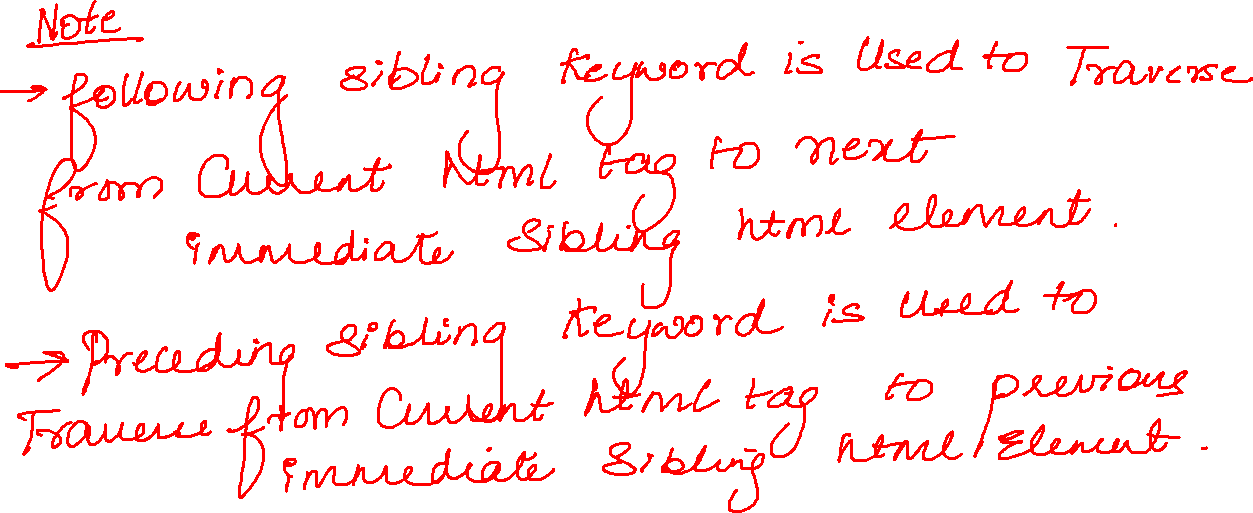 Note
→ following sibling keyword is Used to Traverse
from Current html tag to next
immediate sibling html element.
→ Preceding sibling keyword is used to
Traverse from Current html tag to previous
immediate sibling html Element.